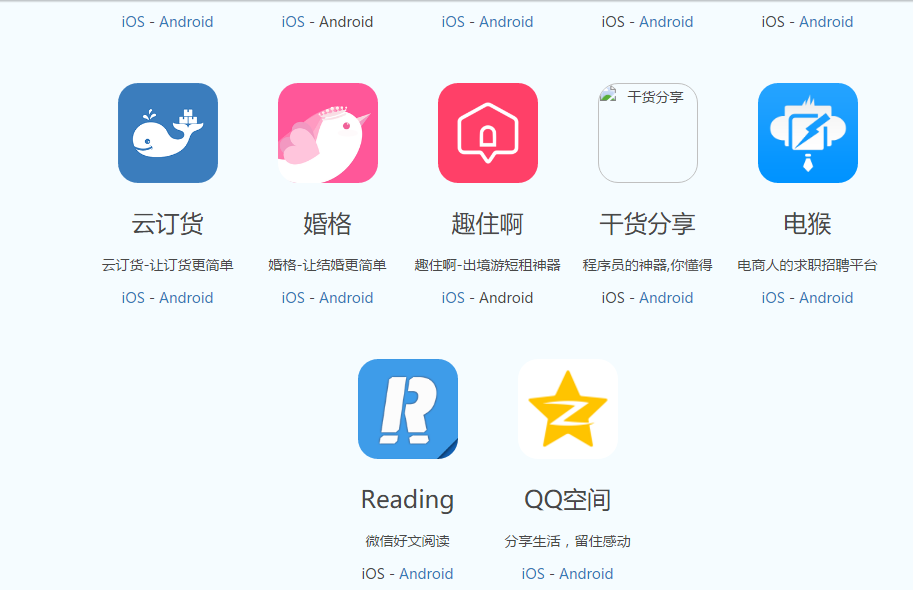 iOS - Android
iOS - Android
iOS - Android
iOS - Android
iOS - Android
干货分享
云订货
婚格
趣住啊
干货分享
电猴
云订货-让订货更简单
婚格-让结婚更简单
趣住啊-出境游短租神器
程序员的神器,你懂得
电商人的求职招聘平台
iOS - Android
iOS - Android
iOS - Android
iOS - Android
iOS - Android
R
Reading
QQ空间
微信好文阅读
分享生活，留住感动
iOS - Android
iOS - Android